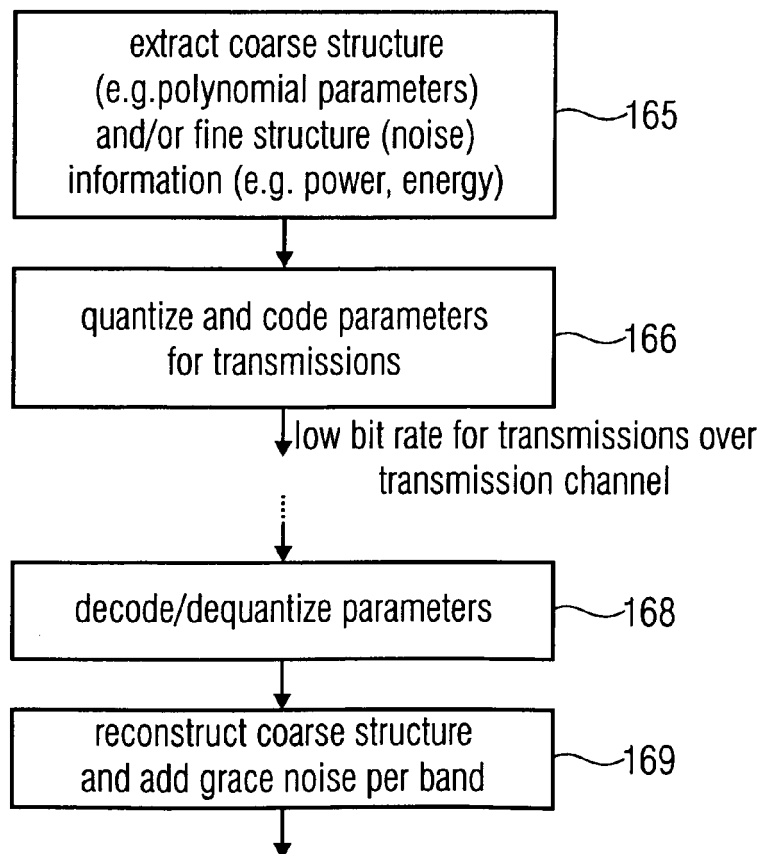 extract coarse structure
(e.g.polynomial parameters)
and/or fine structure (noise)
information (e.g. power, energy)
165
quantize and code parameters
for transmissions
166
low bit rate for transmissions over
transmission channel
decode/dequantize parameters
168
reconstruct coarse structure
and add grace noise per band
169